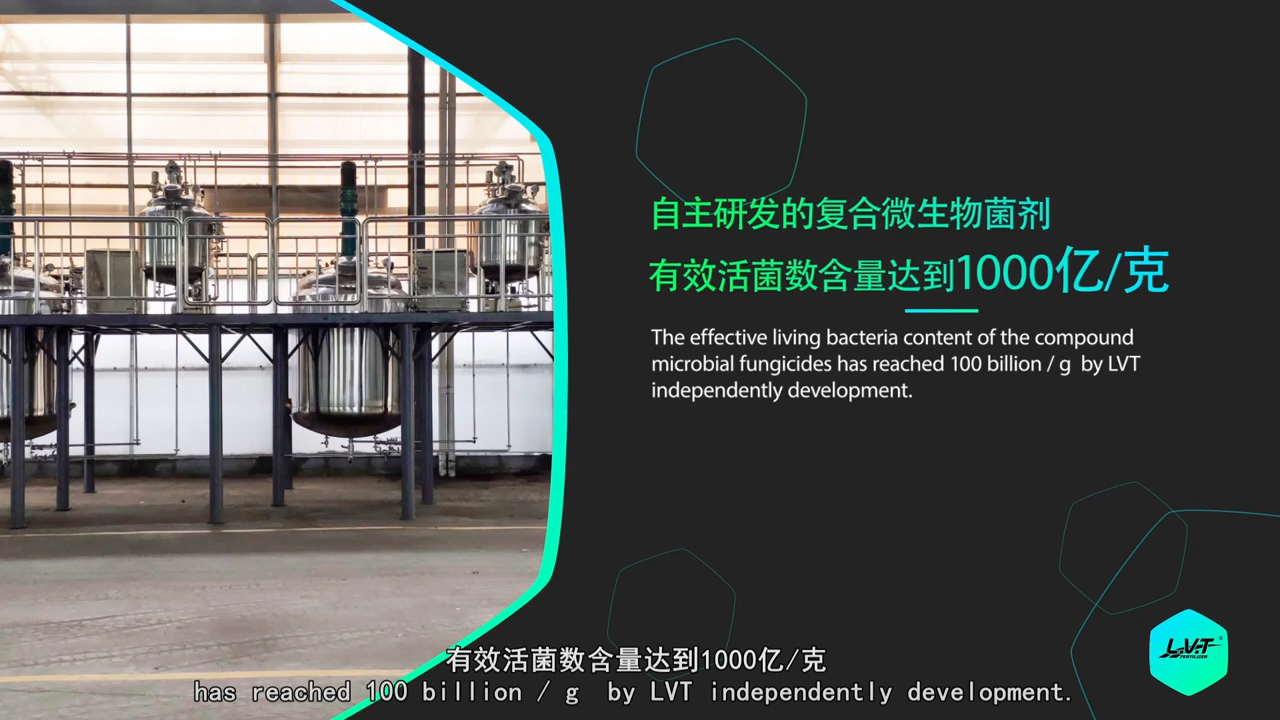 自主研发的复合微生物菌剂
有效活菌数含量达到1000亿/克
The effective living bacteria content of the compound
microbial fungicides has reached 100 billion / g by LVT
independently development.
L.V.T®
FERTILIZER
有效活菌数含量达到1000亿/克
has reached 100 billion / g by LVT independently development.